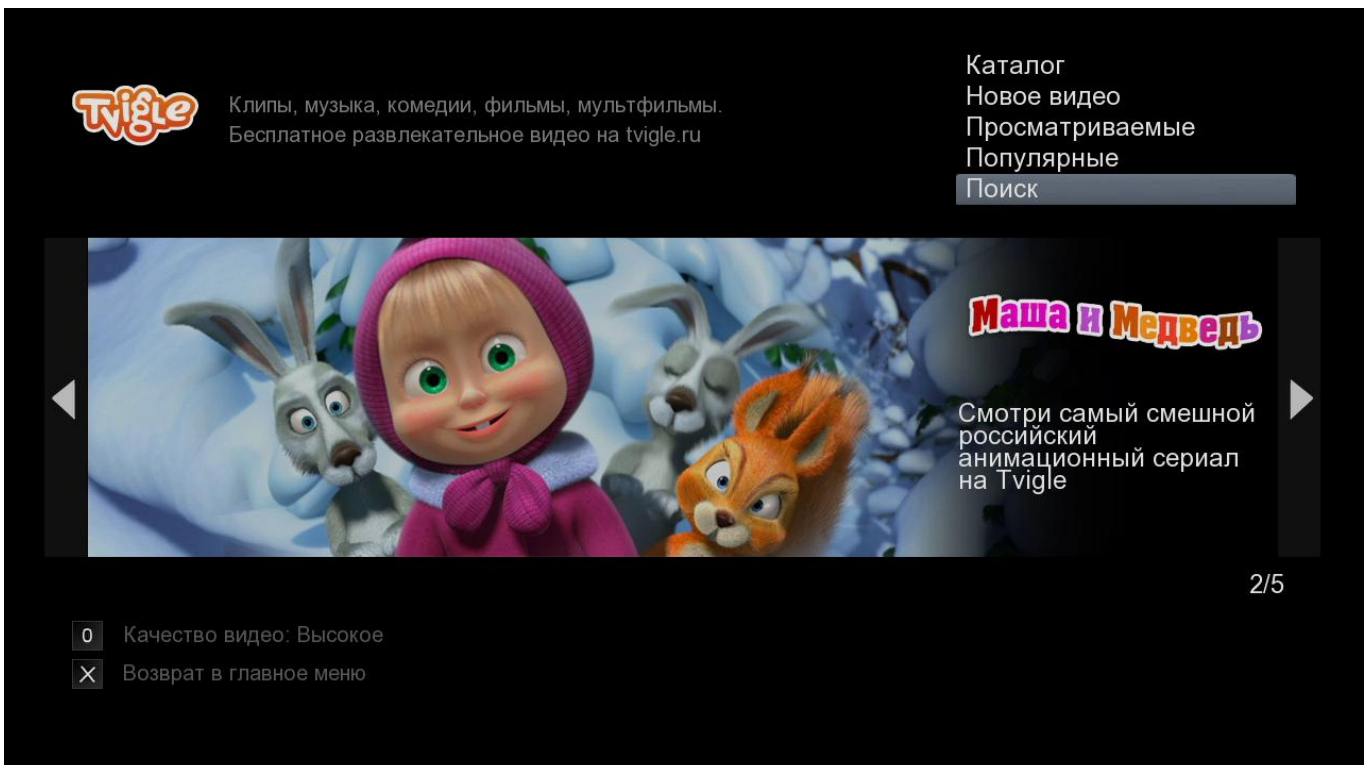 Tvigle
Клипы, музыка, комедии, фильмы, мультфильмы.
Бесплатное развлекательное видео на tvigle.ru
Каталог
Новое видео
Просматриваемые
Популярные
Поиск
Маша и Медведь
Смотри самый смешной
российский
анимационный сериал
на Tvigle
2/5
0 Качество видео: Высокое
X Возврат в главное меню